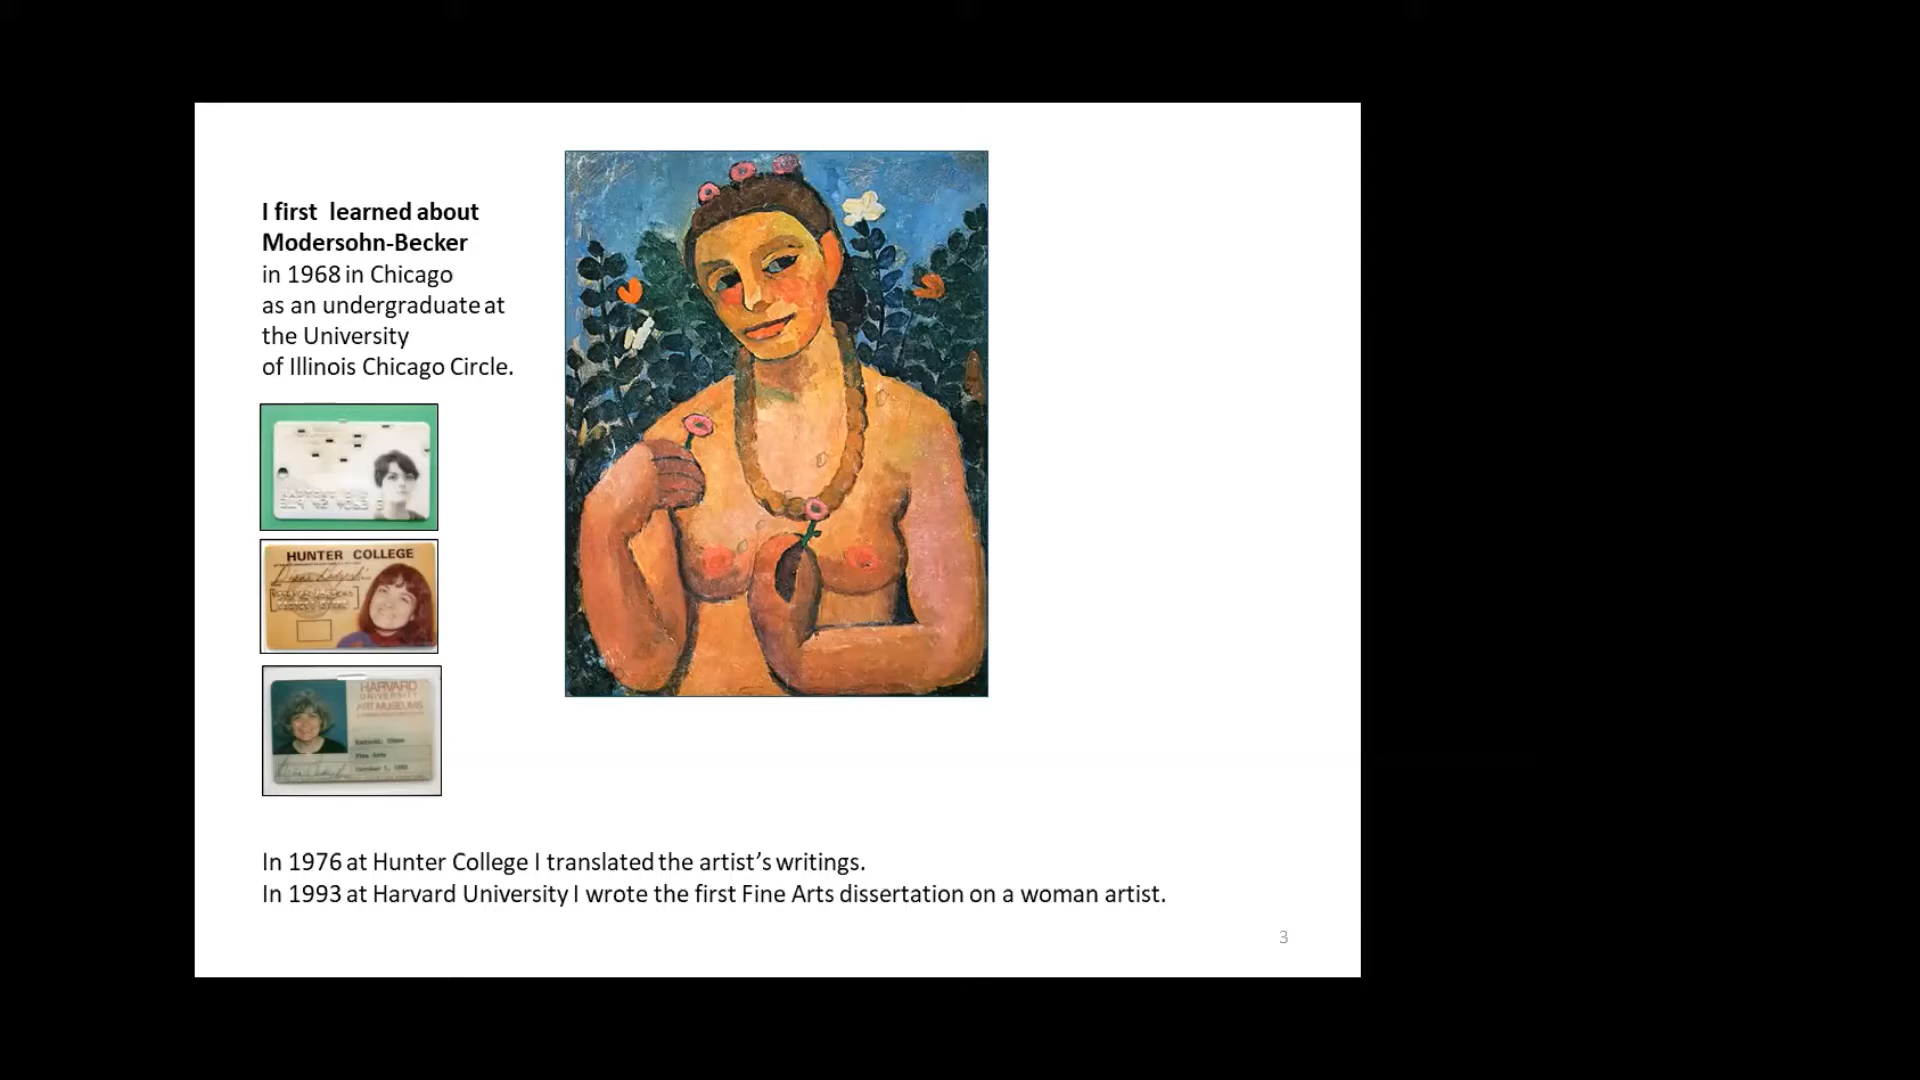 I first learned about
Modersohn-Becker
in 1968 in Chicago
as an undergraduate at
the University
of Illinois Chicago Circle.
HUNTER COLLEGE
HARVARD
UNIVERSITY
ART MUSEUMS
Fine Arts
In 1976 at Hunter College I translated the artist’s writings.
In 1993 at Harvard University I wrote the first Fine Arts dissertation on a woman artist.
3